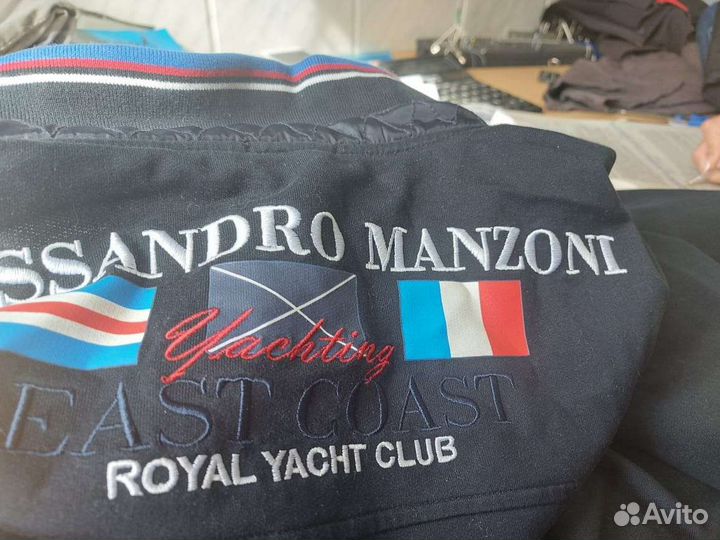 SSANDRO MANZONI
Yachting
EAST COAST
ROYAL YACHT CLUB
Avito